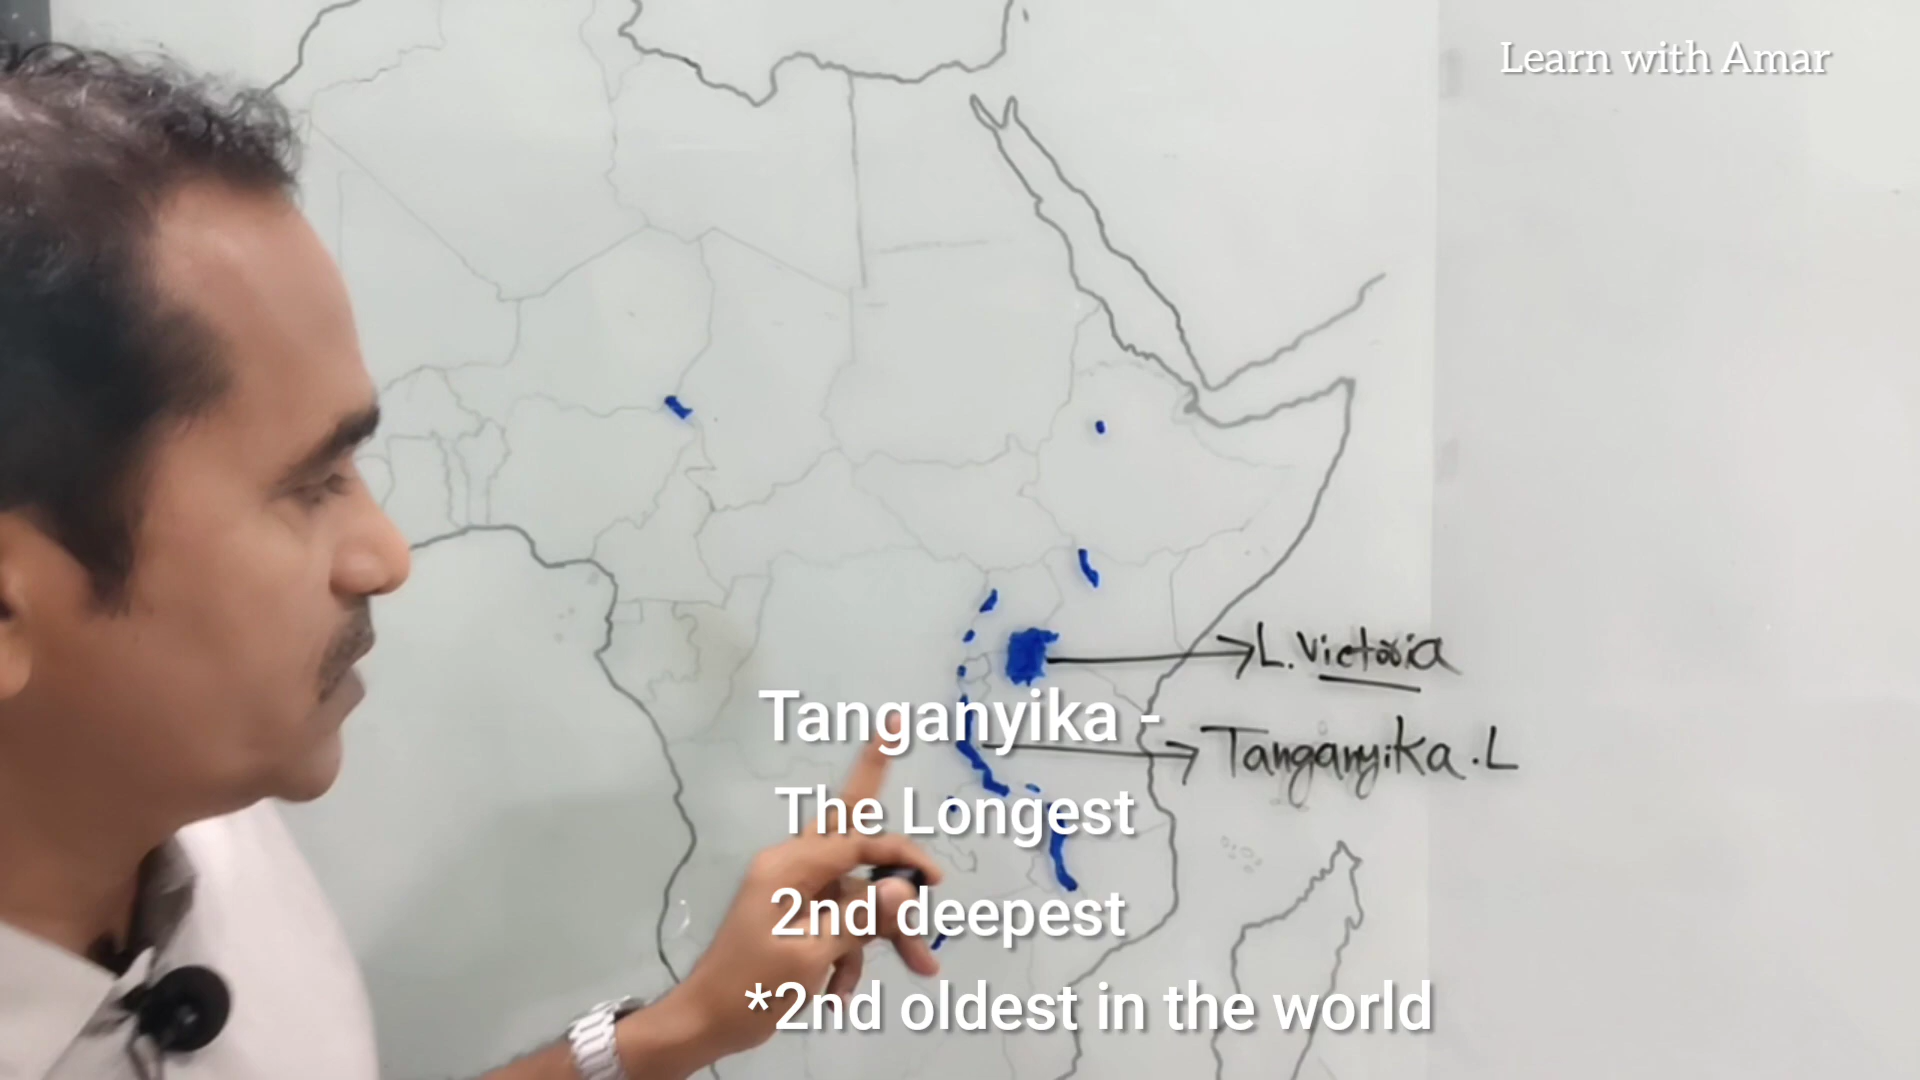 Learn with Amar
L. Victoria
Tanganyika . L
Tanganyika -
The Longest
2nd deepest
*2nd oldest in the world